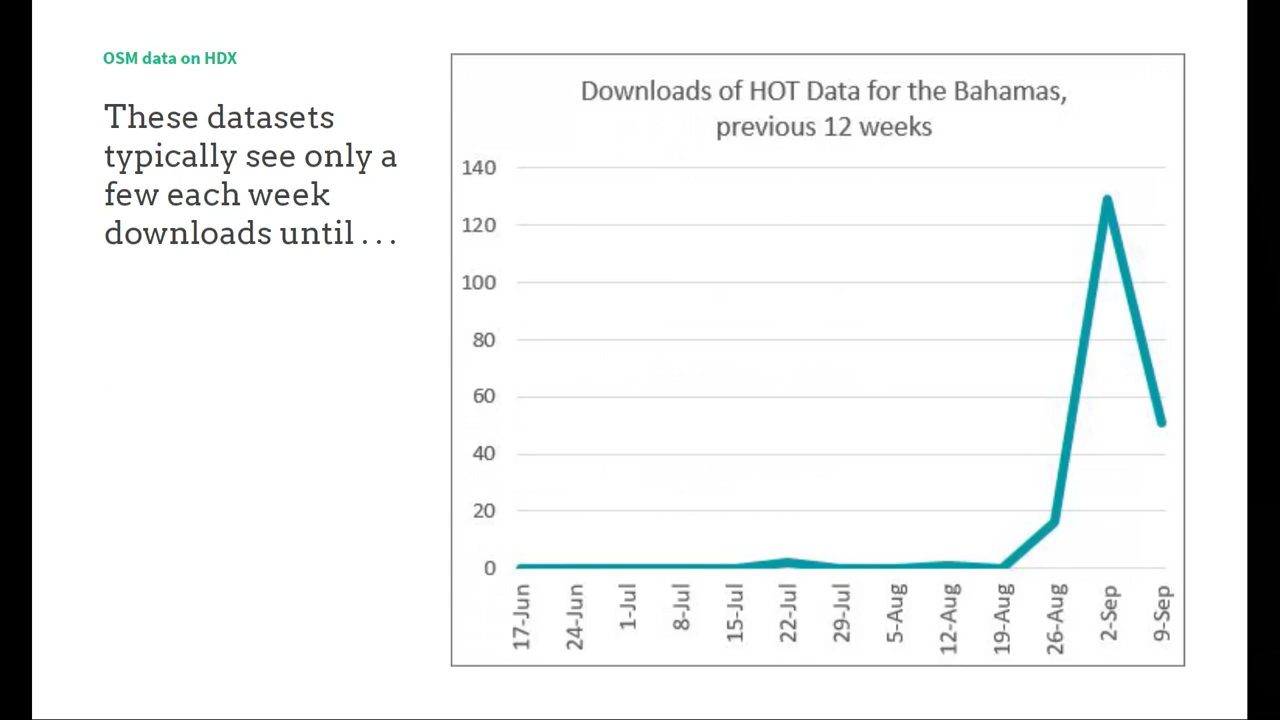 OSM data on HDX
These datasets
typically see only a
few each week
downloads until . . .
Downloads of HOT Data for the Bahamas,
previous 12 weeks
140
120
100
80
60
40
20
0
17-Jun
24-Jun
1-Jul
8-Jul
15-Jul
22-Jul
29-Jul
5-Aug
12-Aug
19-Aug
26-Aug
2-Sep
9-Sep